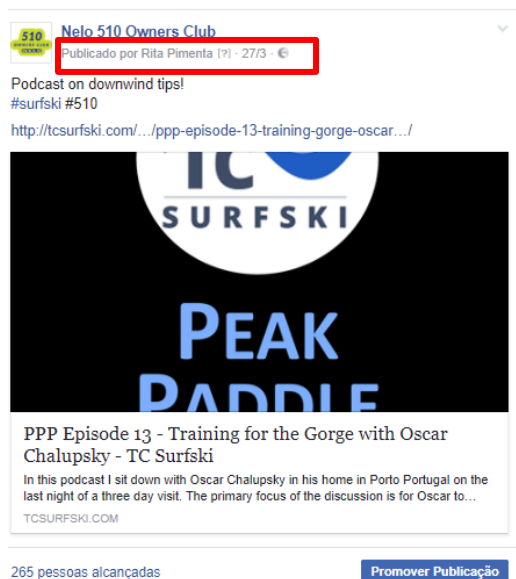 510
Nelo 510 Owners Club
Publicado por Rita Pimenta [?] · 27/3 ·
Podcast on downwind tips!
#surfski #510
http://tcsurfski.com/…/ppp-episode-13-training-gorge-oscar…/
TC
SURFSKI
PEAK
PADDLE
PPP Episode 13 - Training for the Gorge with Oscar
Chalupsky - TC Surfski
In this podcast I sit down with Oscar Chalupsky in his home in Porto Portugal on the
last night of a three day visit. The primary focus of the discussion is for Oscar to…
TCSURFSKI.COM
265 pessoas alcançadas
Promover Publicação